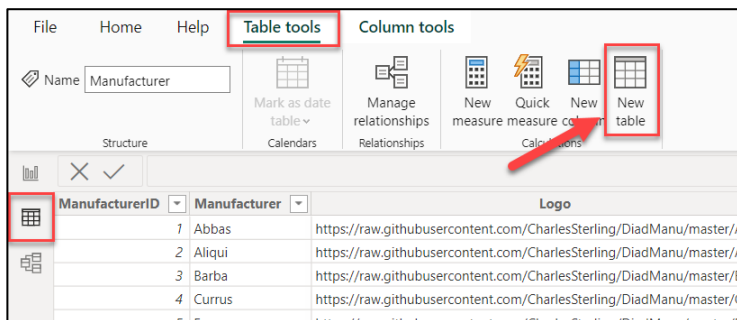 File Home Help Table tools Column tools
Name Manufacturer
Mark as date
table
Manage
relationships
New
measure
Quick
measure
New
New
table
Structure Calendars Relationships
ManufacturerID Manufacturer Logo
1 Abbas https://raw.githubusercontent.com/CharlesSterling/DiadManu/master/
2 Aliqui https://raw.githubusercontent.com/CharlesSterling/DiadManu/master/
3 Barba https://raw.githubusercontent.com/CharlesSterling/DiadManu/master/
4 Currus https://raw.githubusercontent.com/CharlesSterling/DiadManu/master/